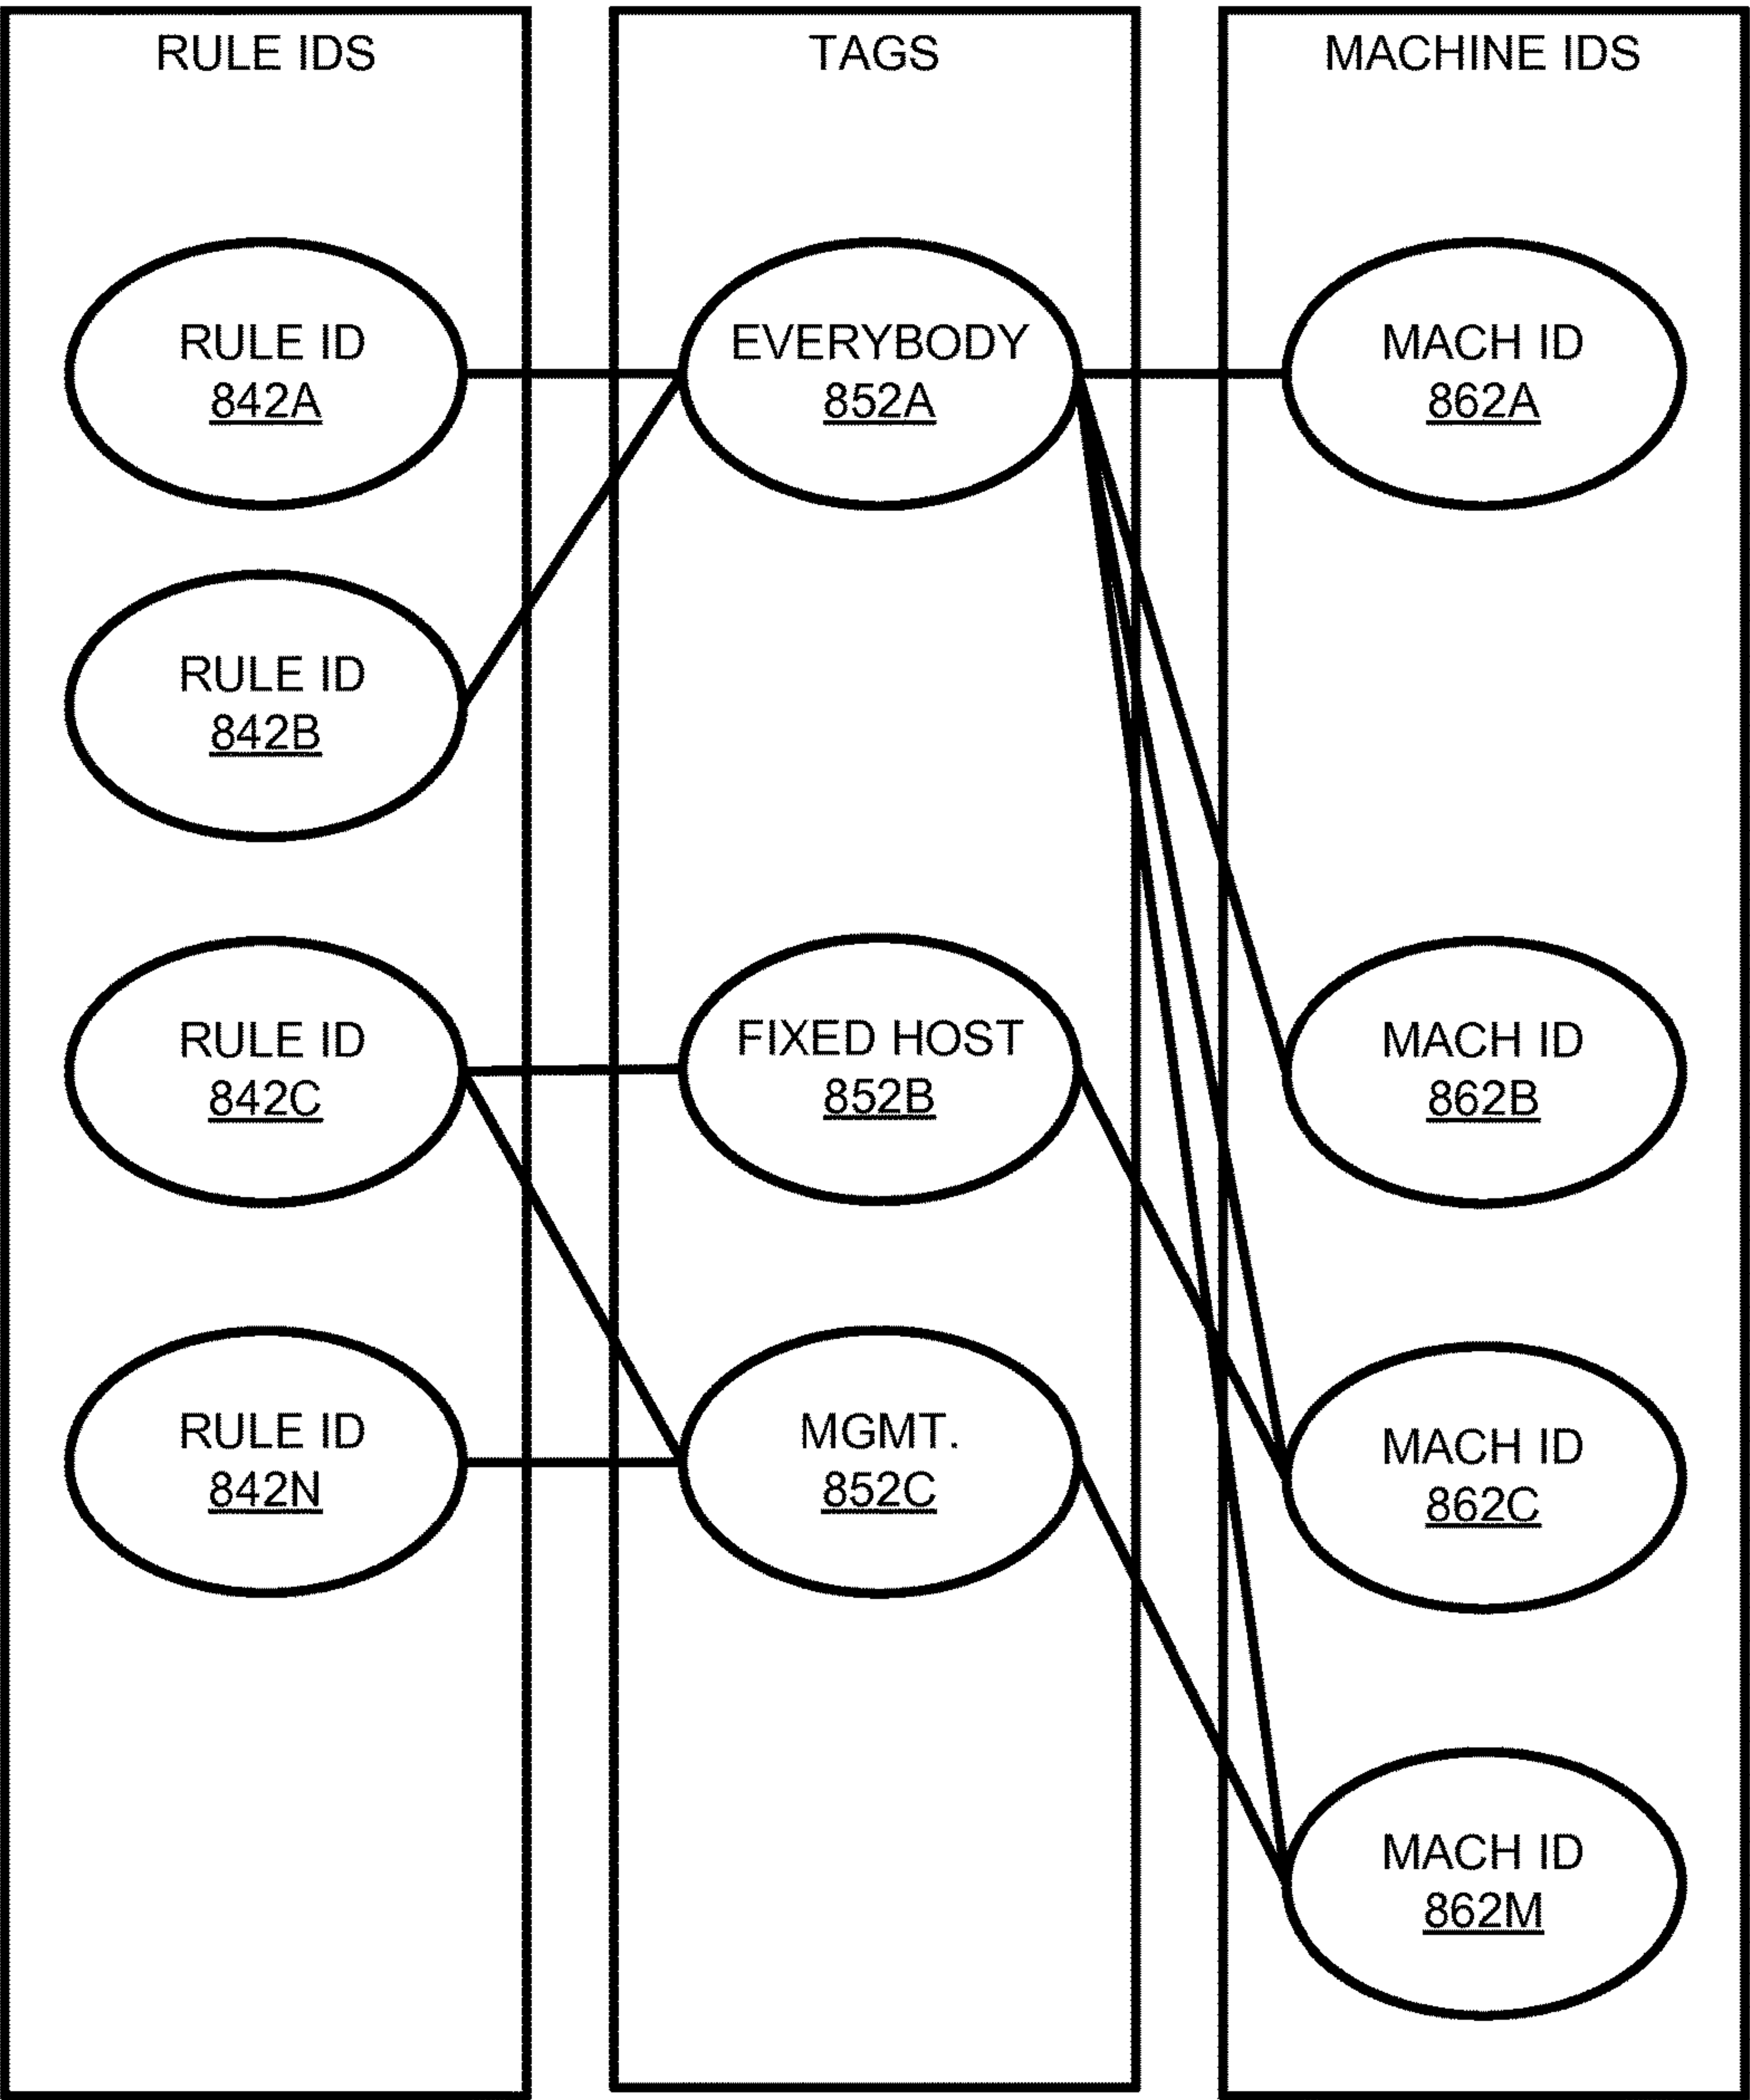 RULE IDS
RULE ID
842A
RULE ID
842B
RULE ID
842C
RULE ID
842N
TAGS
EVERYBODY
852A
FIXED HOST
852B
MGMT.
852C
MACHINE IDS
MACH ID
862A
MACH ID
862B
MACH ID
862C
MACH ID
862M